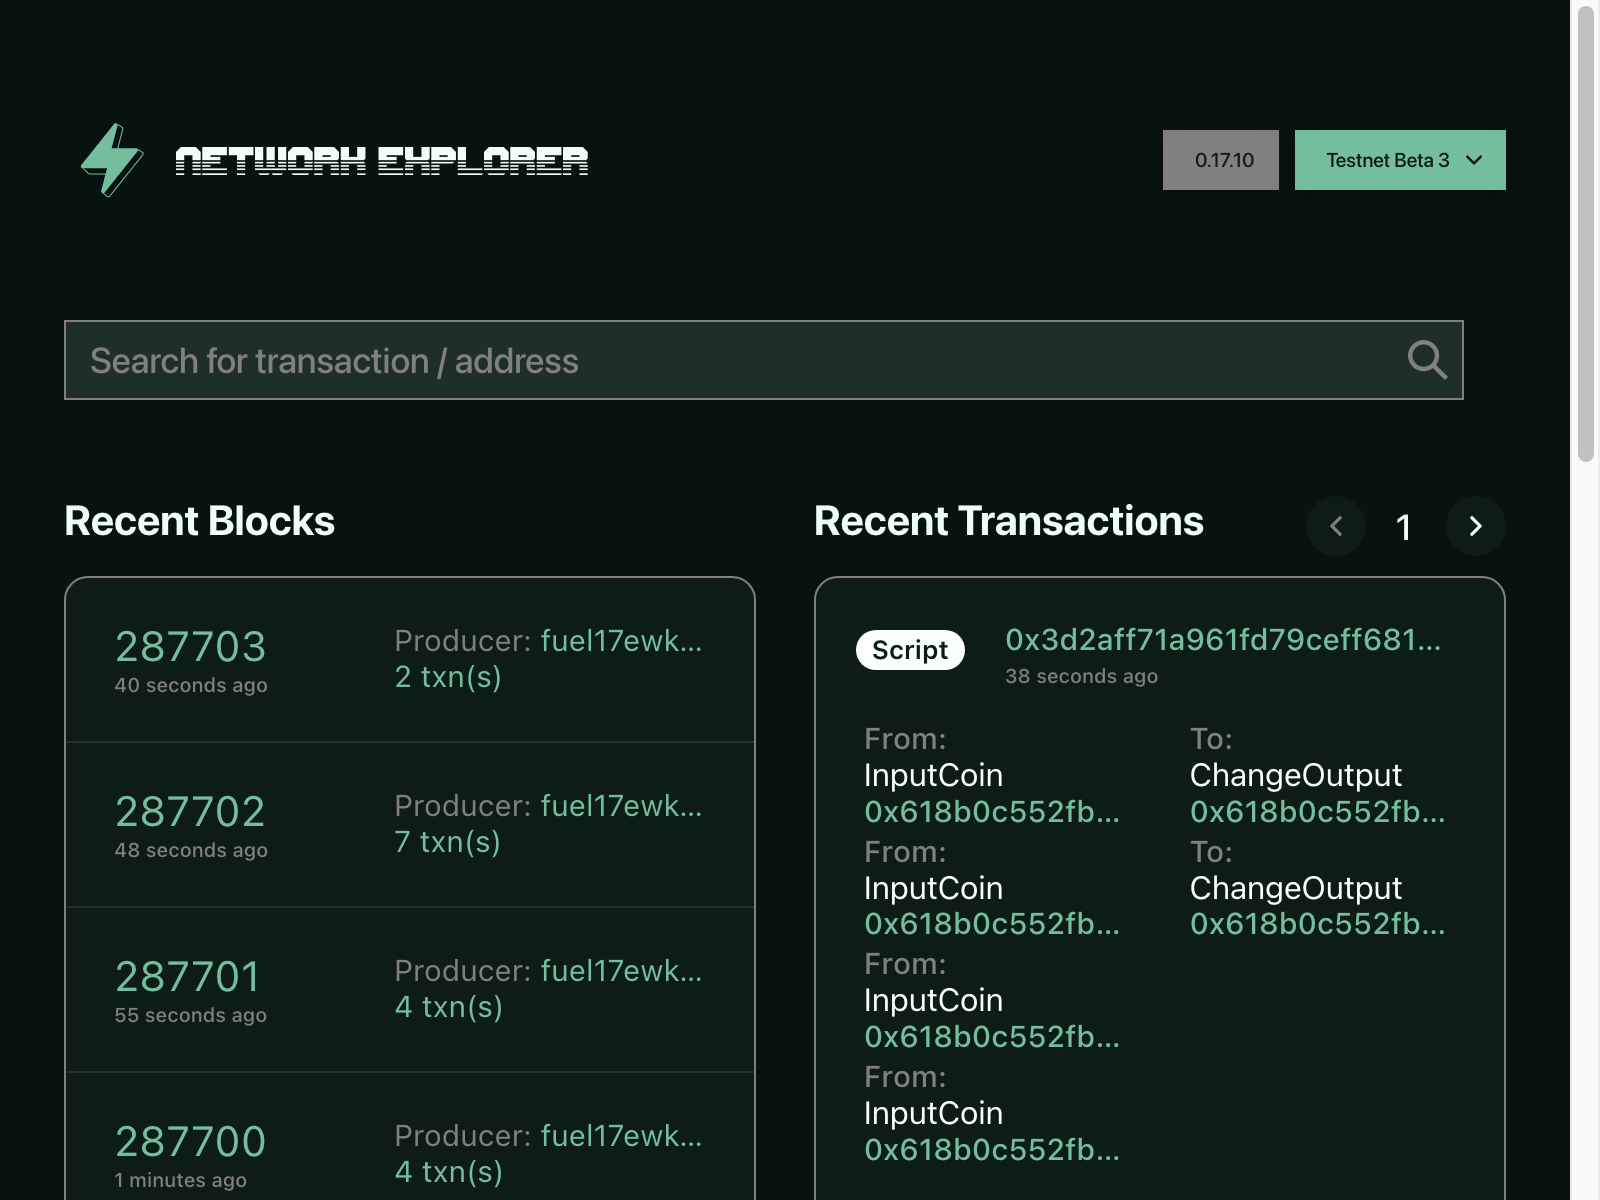 NETWORK EXPLORER
0.17.10
Testnet Beta 3
Search for transaction / address
Recent Blocks
287703
40 seconds ago
Producer: fuel17ewk...
2 txn(s)
287702
48 seconds ago
Producer: fuel17ewk...
7 txn(s)
287701
55 seconds ago
Producer: fuel17ewk...
4 txn(s)
287700
1 minutes ago
Producer: fuel17ewk...
4 txn(s)
Recent Transactions
1
Script
0x3d2aff71a961fd79ceff681...
38 seconds ago
From:
InputCoin
0x618b0c552fb...
From:
InputCoin
0x618b0c552fb...
From:
InputCoin
0x618b0c552fb...
From:
InputCoin
0x618b0c552fb...
To:
ChangeOutput
0x618b0c552fb...
To:
ChangeOutput
0x618b0c552fb...